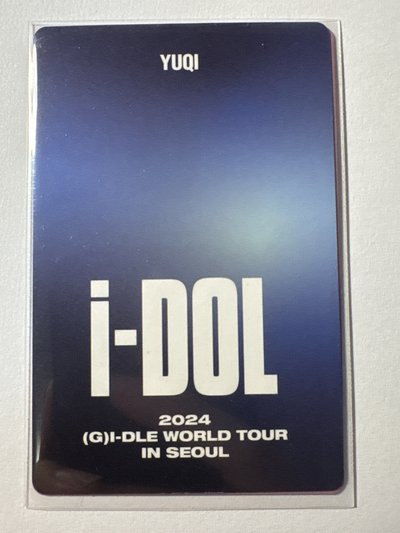 YUQI
i-DOL
2024
(G)I-DLE WORLD TOUR
IN SEOUL